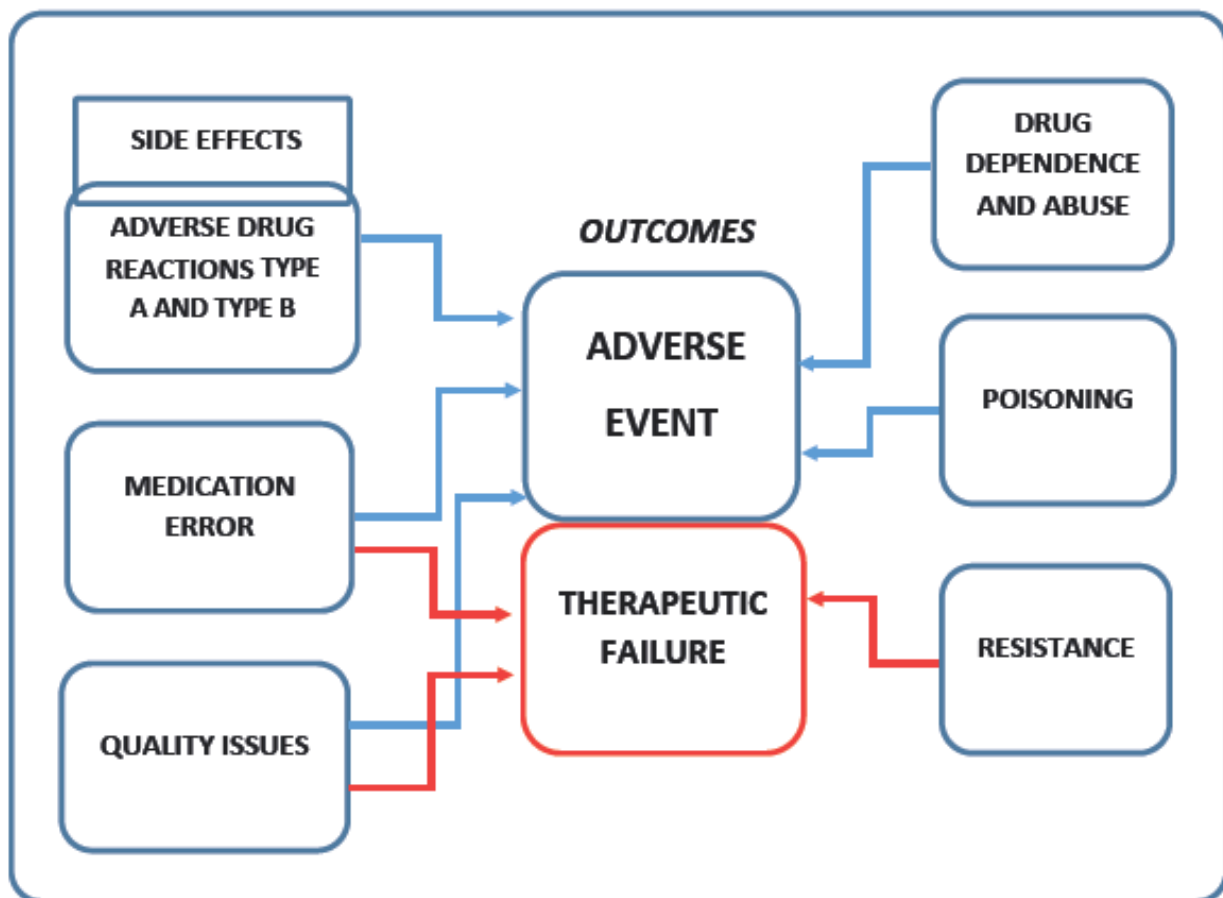 SIDE EFFECTS
ADVERSE DRUG
REACTIONS TYPE
A AND TYPE B
MEDICATION
ERROR
QUALITY ISSUES
OUTCOMES
ADVERSE
EVENT
THERAPEUTIC
FAILURE
DRUG
DEPENDENCE
AND ABUSE
POISONING
RESISTANCE